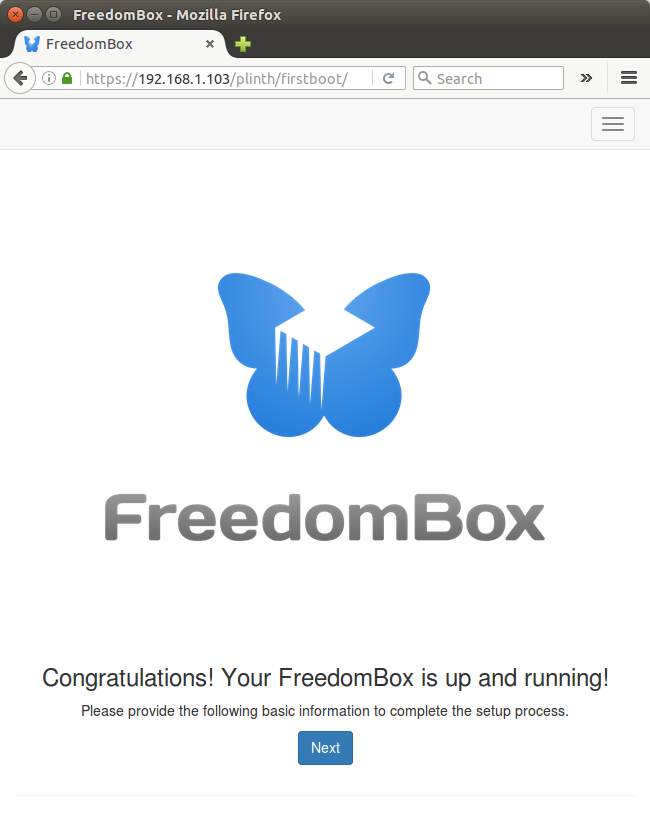 FreedomBox - Mozilla Firefox
FreedomBox
https://192.168.1.103/plinth/firstboot/
Search
FreedomBox
Congratulations! Your FreedomBox is up and running!
Please provide the following basic information to complete the setup process.
Next